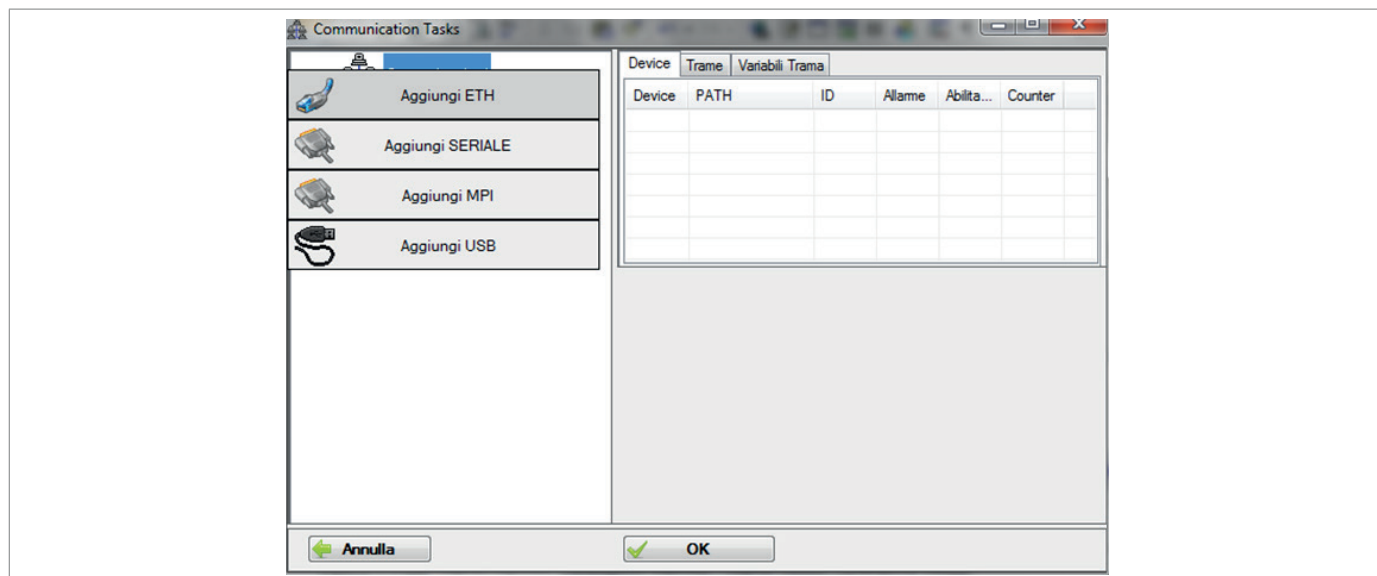 Communication Tasks
Aggiungi ETH
Aggiungi SERIALE
Aggiungi MPI
Aggiungi USB
Device Trame Variabili Trama
Device PATH ID Allarme Abilita... Counter
Annulla OK